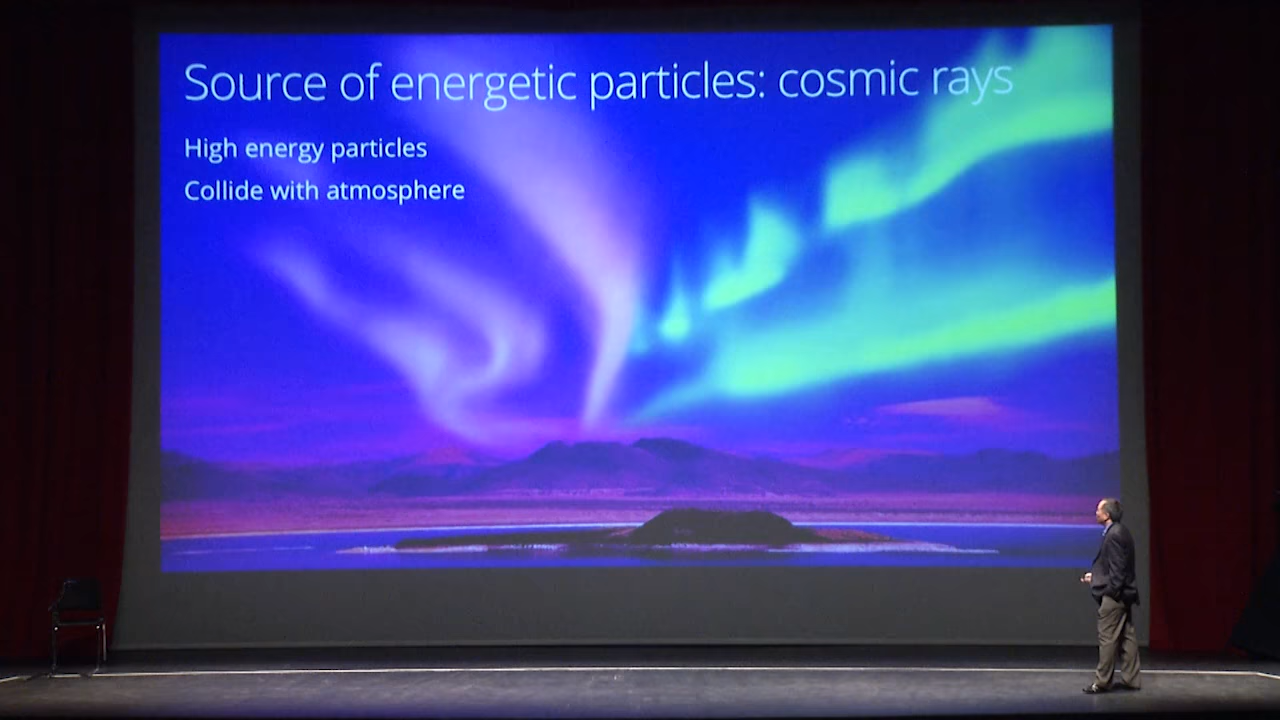 Source of energetic particles: cosmic rays
High energy particles
Collide with atmosphere